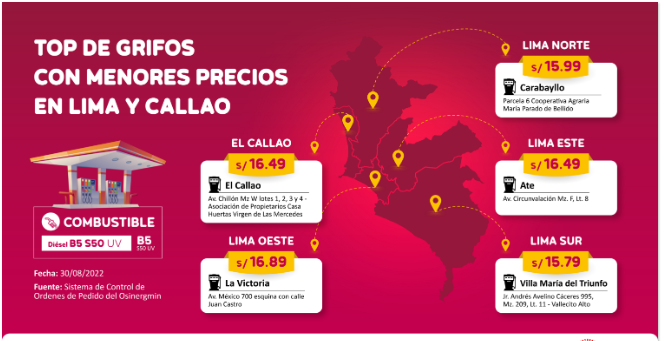 TOP DE GRIFOS
CON MENORES PRECIOS
EN LIMA Y CALLAO
COMBUSTIBLE
Diésel B5 S50 UV
B5
S50 UV
Fecha: 30/08/2022
Fuente: Sistema de Control de
Ordenes de Pedido del Osinergmin
EL CALLAO
S/ 16.49
El Callao
Av. Chillón Mz W lotes 1, 2, 3 y 4 -
Asociación de Propietarios Casa
Huertas Virgen de Las Mercedes
LIMA OESTE
S/ 16.89
La Victoria
Av. México 700 esquina con calle
Juan Castro
LIMA NORTE
S/ 15.99
Carabayllo
Parcela 6 Cooperativa Agraria
María Parado de Bellido
LIMA ESTE
S/ 16.49
Ate
Av. Circunvalación Mz. F, Lt. 8
LIMA SUR
S/ 15.79
Villa María del Triunfo
Jr. Andrés Avelino Cáceres 995,
Mz. 209, Lt. 11 - Vallecito Alto